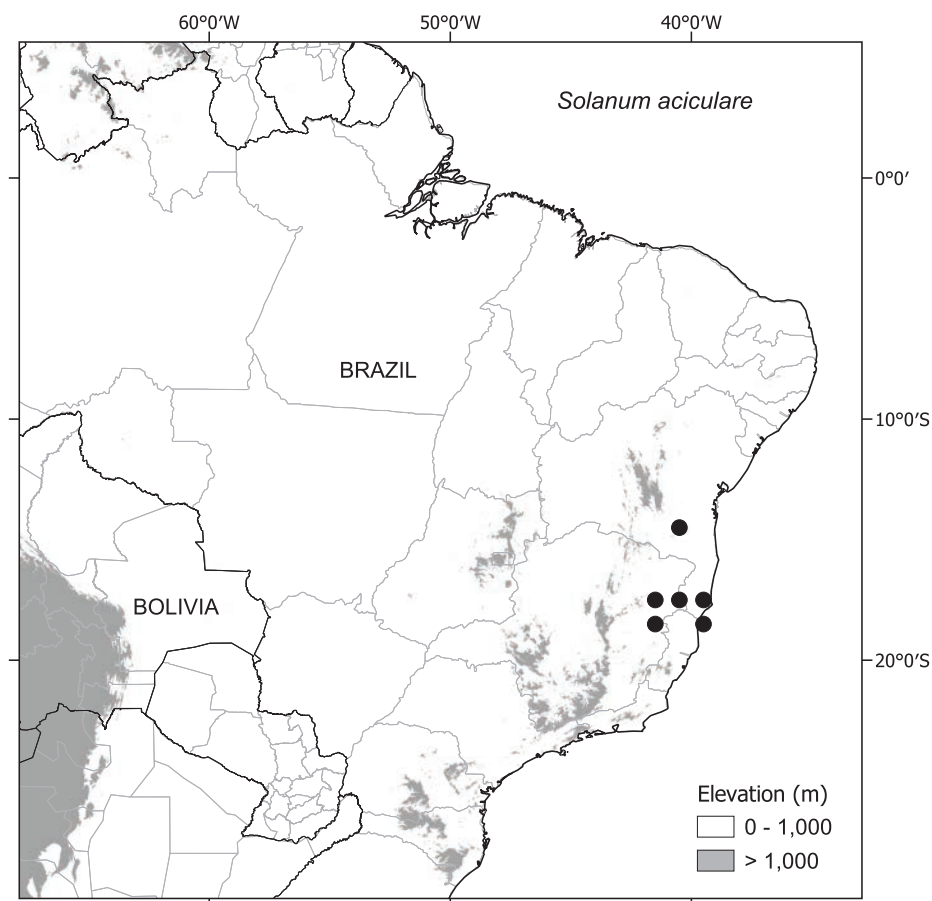 60°0′W 50°0′W 40°0′W
Solanum aciculare
0°0′
BRAZIL
10°0′S
BOLIVIA
20°0′S
Elevation (m)
0 - 1,000
> 1,000